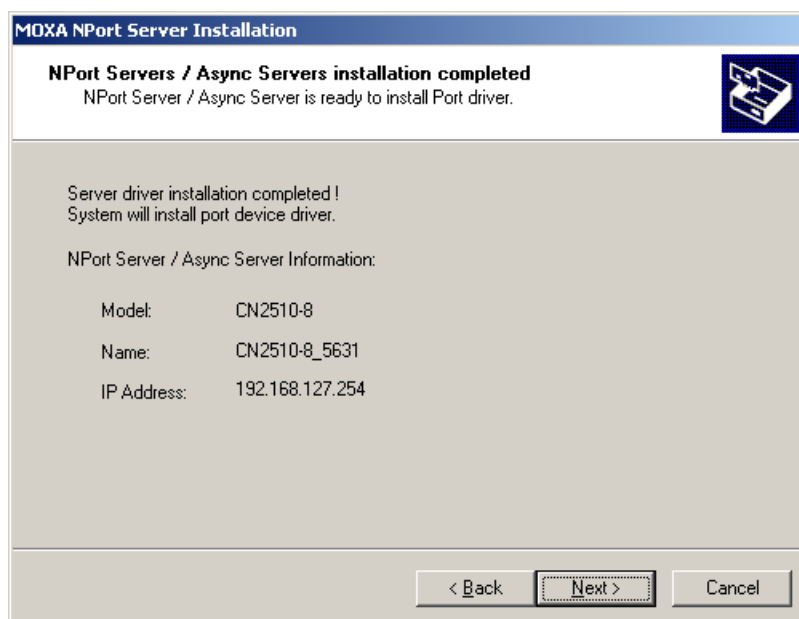 MOXA NPort Server Installation
NPort Servers / Async Servers installation completed
NPort Server / Async Server is ready to install Port driver.
Server driver installation completed !
System will install port device driver.
NPort Server / Async Server Information:
Model: CN2510-8
Name: CN2510-8_5631
IP Address: 192.168.127.254
< Back Next > Cancel